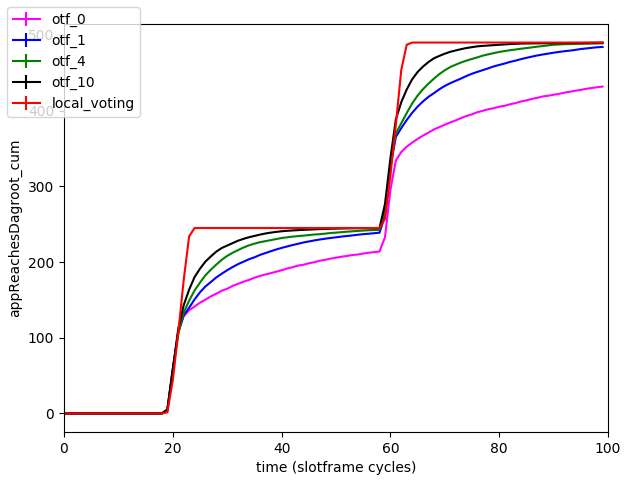 otf_0
otf_1
otf_4
otf_10
local_voting
500
400
300
200
100
0
appReachesDagroot_cum
0 20 40 60 80 100
time (slotframe cycles)